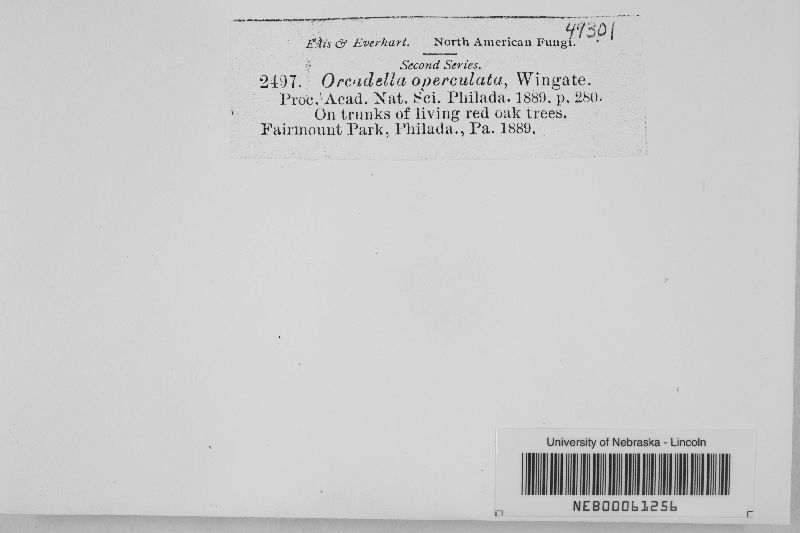 49301
Ellis & Everhart. North American Fungi.
Second Series.
2497. Orcadella operculata, Wingate.
Proc. Acad. Nat. Sci. Philada. 1889. p. 280.
On trunks of living red oak trees.
Fairmount Park, Philada., Pa. 1889.
University of Nebraska - Lincoln
NEB00061256